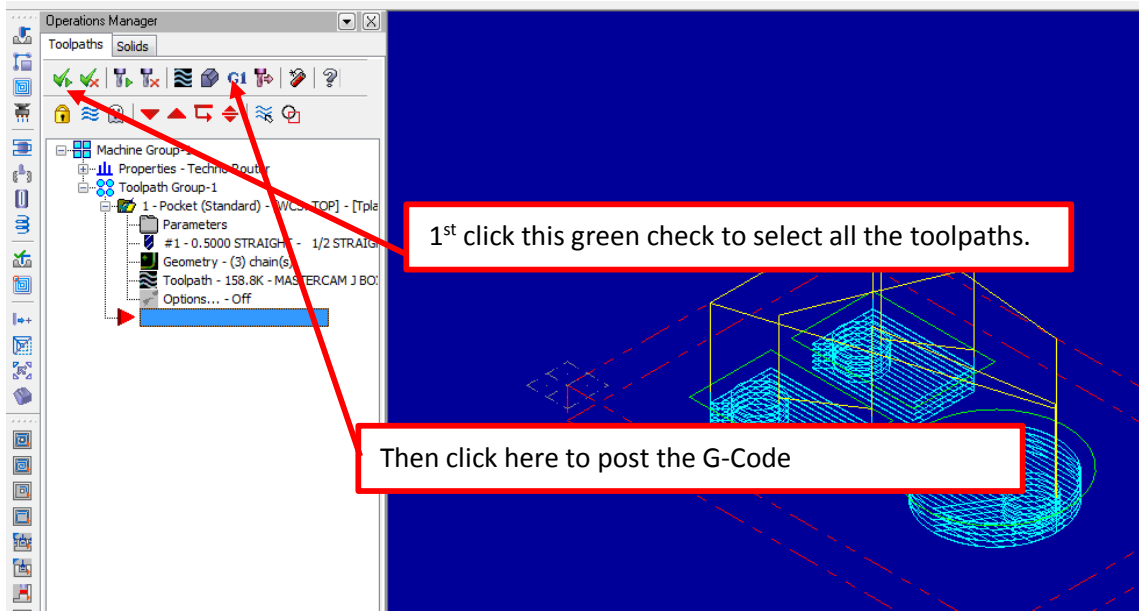 Operations Manager
Toolpaths Solids
G1
Machine Group-1
Properties - Techno Router
Toolpath Group-1
1 - Pocket (Standard) - [WCS: TOP] - [Tpla
Parameters
#1 - 0.5000 STRAIGHT - 1/2 STRAIG
Geometry - (3) chain(s)
Toolpath - 158.8K - MASTERCAM J BO
Options... - Off
1st click this green check to select all the toolpaths.
Then click here to post the G-Code